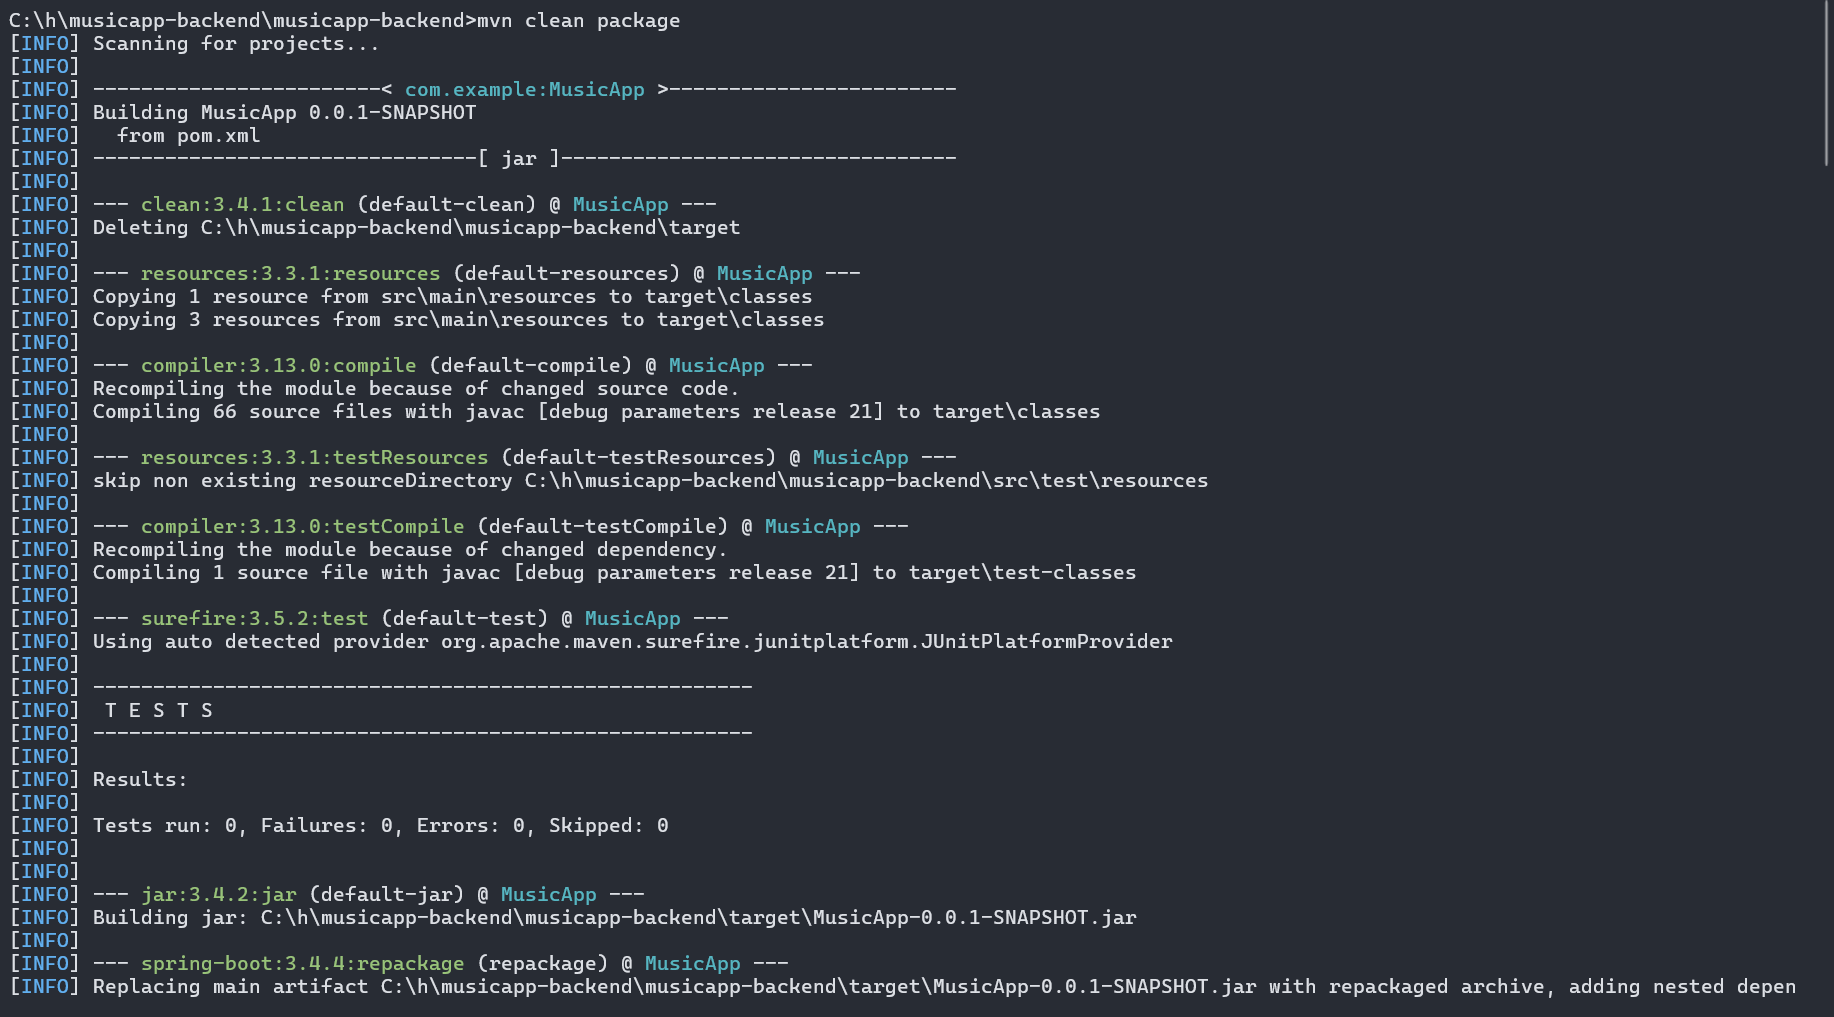 C:\h\musicapp-backend\musicapp-backend>mvn clean package
[INFO] Scanning for projects...
[INFO]
[INFO] ------------------------< com.example:MusicApp >------------------------
[INFO] Building MusicApp 0.0.1-SNAPSHOT
[INFO]   from pom.xml
[INFO] --------------------------------[ jar ]---------------------------------
[INFO]
[INFO] --- clean:3.4.1:clean (default-clean) @ MusicApp ---
[INFO] Deleting C:\h\musicapp-backend\musicapp-backend\target
[INFO]
[INFO] --- resources:3.3.1:resources (default-resources) @ MusicApp ---
[INFO] Copying 1 resource from src\main\resources to target\classes
[INFO] Copying 3 resources from src\main\resources to target\classes
[INFO]
[INFO] --- compiler:3.13.0:compile (default-compile) @ MusicApp ---
[INFO] Recompiling the module because of changed source code.
[INFO] Compiling 66 source files with javac [debug parameters release 21] to target\classes
[INFO]
[INFO] --- resources:3.3.1:testResources (default-testResources) @ MusicApp ---
[INFO] skip non existing resourceDirectory C:\h\musicapp-backend\musicapp-backend\src\test\resources
[INFO]
[INFO] --- compiler:3.13.0:testCompile (default-testCompile) @ MusicApp ---
[INFO] Recompiling the module because of changed dependency.
[INFO] Compiling 1 source file with javac [debug parameters release 21] to target\test-classes
[INFO]
[INFO] --- surefire:3.5.2:test (default-test) @ MusicApp ---
[INFO] Using auto detected provider org.apache.maven.surefire.junitplatform.JUnitPlatformProvider
[INFO]
[INFO] -------------------------------------------------------
[INFO]  T E S T S
[INFO] -------------------------------------------------------
[INFO]
[INFO] Results:
[INFO]
[INFO] Tests run: 0, Failures: 0, Errors: 0, Skipped: 0
[INFO]
[INFO]
[INFO] --- jar:3.4.2:jar (default-jar) @ MusicApp ---
[INFO] Building jar: C:\h\musicapp-backend\musicapp-backend\target\MusicApp-0.0.1-SNAPSHOT.jar
[INFO]
[INFO] --- spring-boot:3.4.4:repackage (repackage) @ MusicApp ---
[INFO] Replacing main artifact C:\h\musicapp-backend\musicapp-backend\target\MusicApp-0.0.1-SNAPSHOT.jar with repackaged archive, adding nested depen